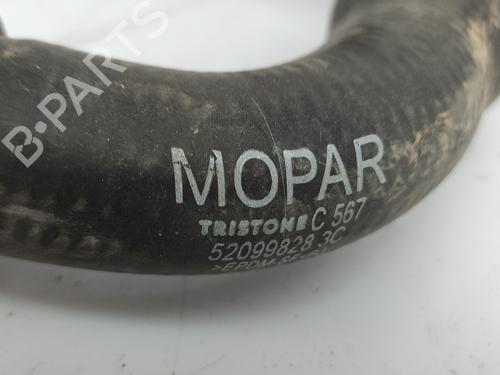 B-PARTS
MOPAR
TRISTONE C 567
52099828 3C